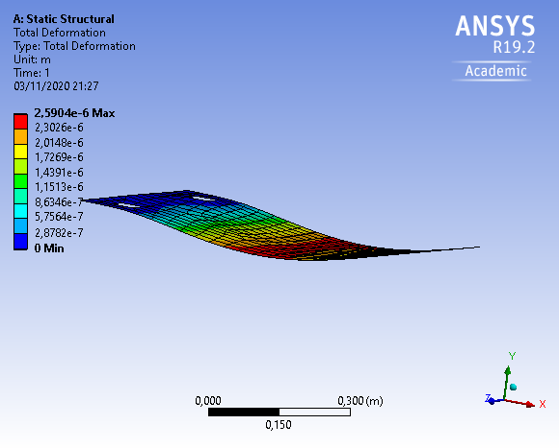 A: Static Structural
Total Deformation
Type: Total Deformation
Unit: m
Time: 1
03/11/2020 21:27
2,5904e-6 Max
2,3026e-6
2,0148e-6
1,7269e-6
1,4391e-6
1,1513e-6
8,6346e-7
5,7564e-7
2,8782e-7
0 Min
ANSYS
R19.2
Academic
0,000
0,300 (m)
0,150
Y
Z
X